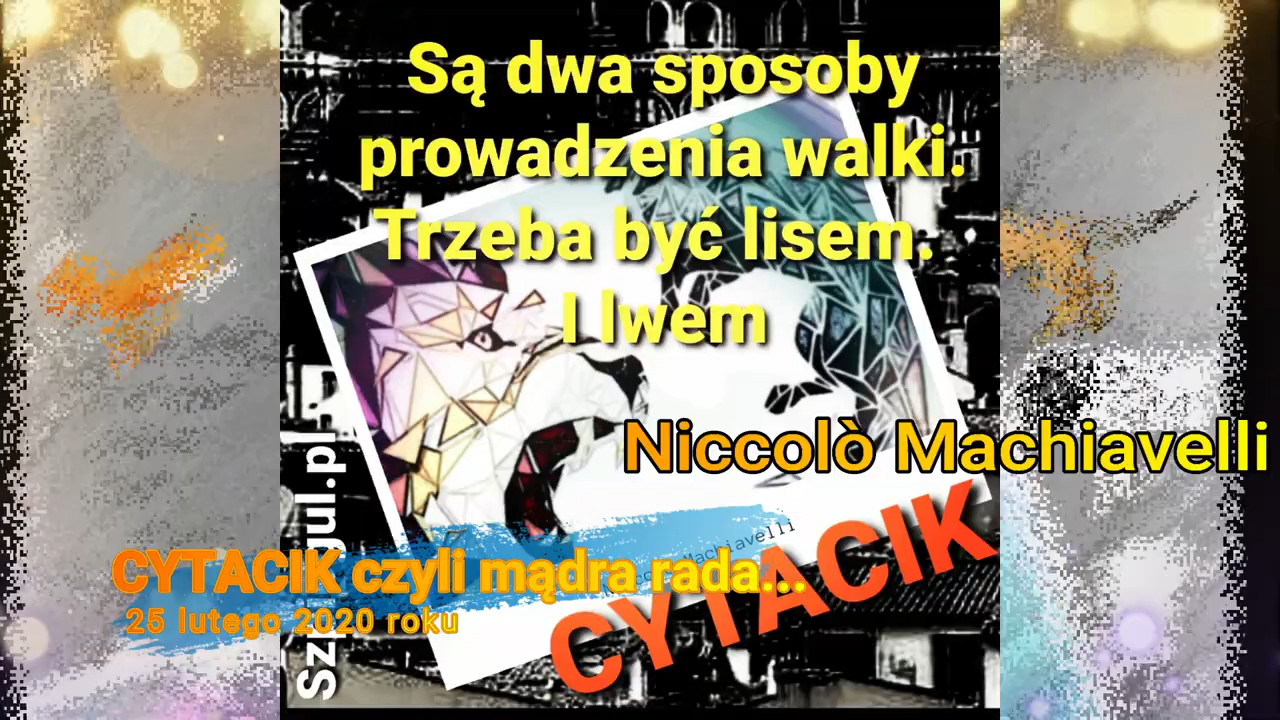 Są dwa sposoby
prowadzenia walki.
Trzeba być lisem.
I lwem
Niccolò Machiavelli
Machiavelli
CYTACIK
CYTACIK czyli mądra rada...
25 lutego 2020 roku